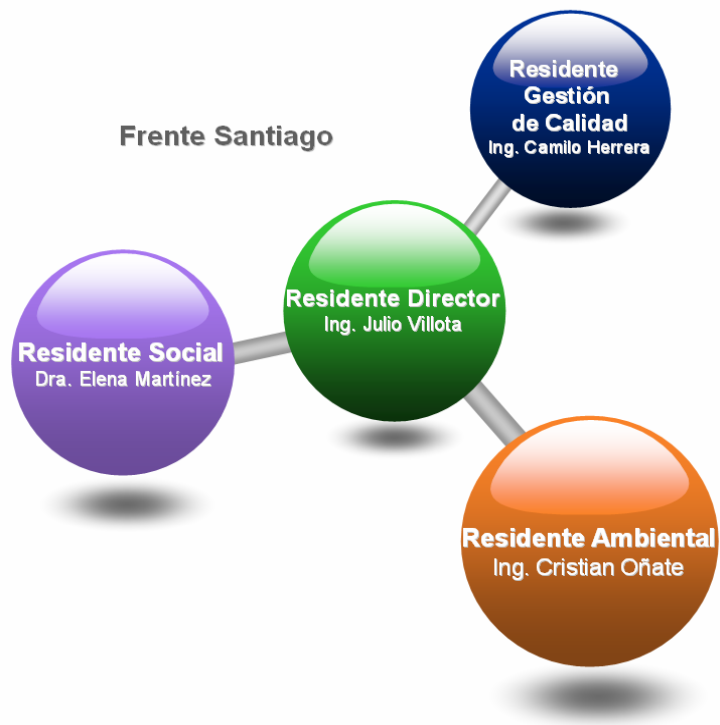 Residente
Gestión
de Calidad
Ing. Camilo Herrera
Frente Santiago
Residente Director
Ing. Julio Villota
Residente Social
Dra. Elena Martínez
Residente Ambiental
Ing. Cristian Oñate